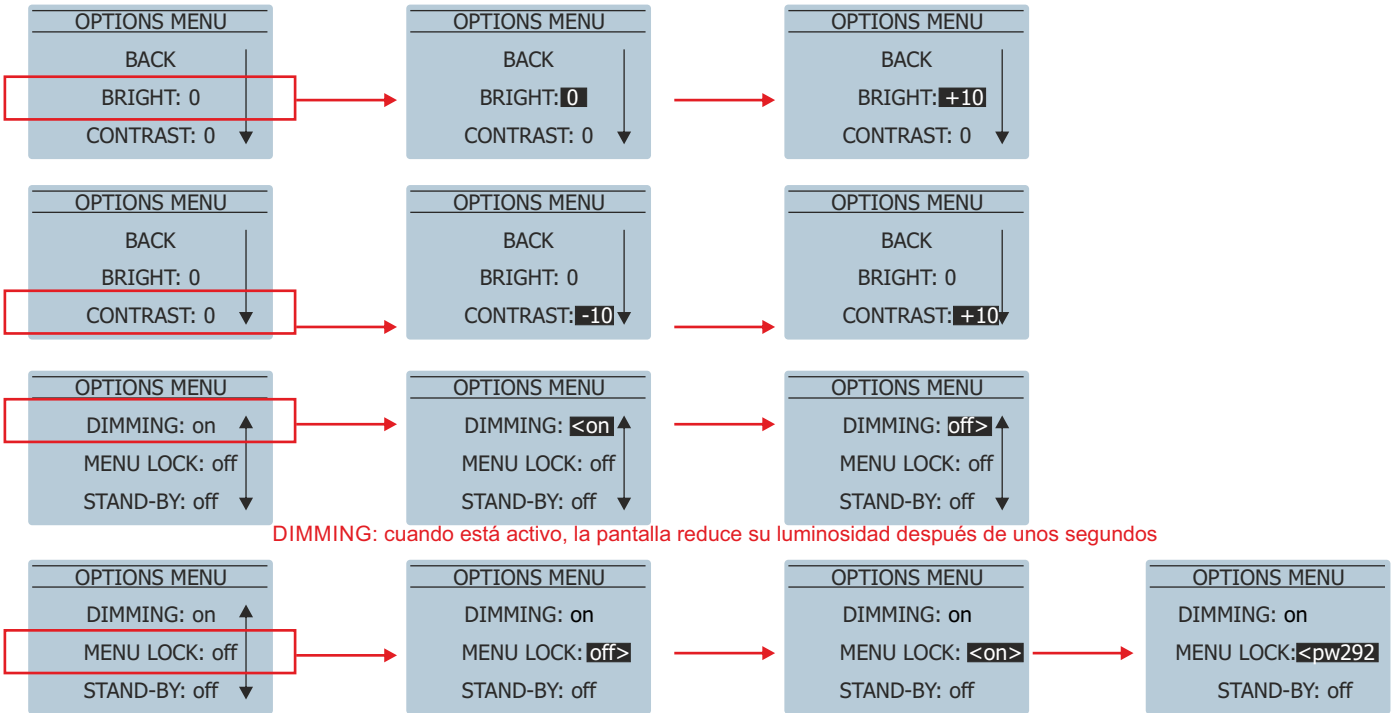 OPTIONS MENU
BACK
BRIGHT: 0
CONTRAST: 0
OPTIONS MENU
BACK
BRIGHT: 0
CONTRAST: 0
OPTIONS MENU
BACK
BRIGHT: +10
CONTRAST: 0
OPTIONS MENU
BACK
BRIGHT: 0
CONTRAST: 0
OPTIONS MENU
BACK
BRIGHT: 0
CONTRAST: -10
OPTIONS MENU
BACK
BRIGHT: 0
CONTRAST: +10
OPTIONS MENU
DIMMING: on
MENU LOCK: off
STAND-BY: off
OPTIONS MENU
DIMMING: <on
MENU LOCK: off
STAND-BY: off
OPTIONS MENU
DIMMING: off>
MENU LOCK: off
STAND-BY: off
DIMMING: cuando está activo, la pantalla reduce su luminosidad después de unos segundos
OPTIONS MENU
DIMMING: on
MENU LOCK: off
STAND-BY: off
OPTIONS MENU
DIMMING: on
MENU LOCK: off>
STAND-BY: off
OPTIONS MENU
DIMMING: on
MENU LOCK: <on>
STAND-BY: off
OPTIONS MENU
DIMMING: on
MENU LOCK:<pw292
STAND-BY: off